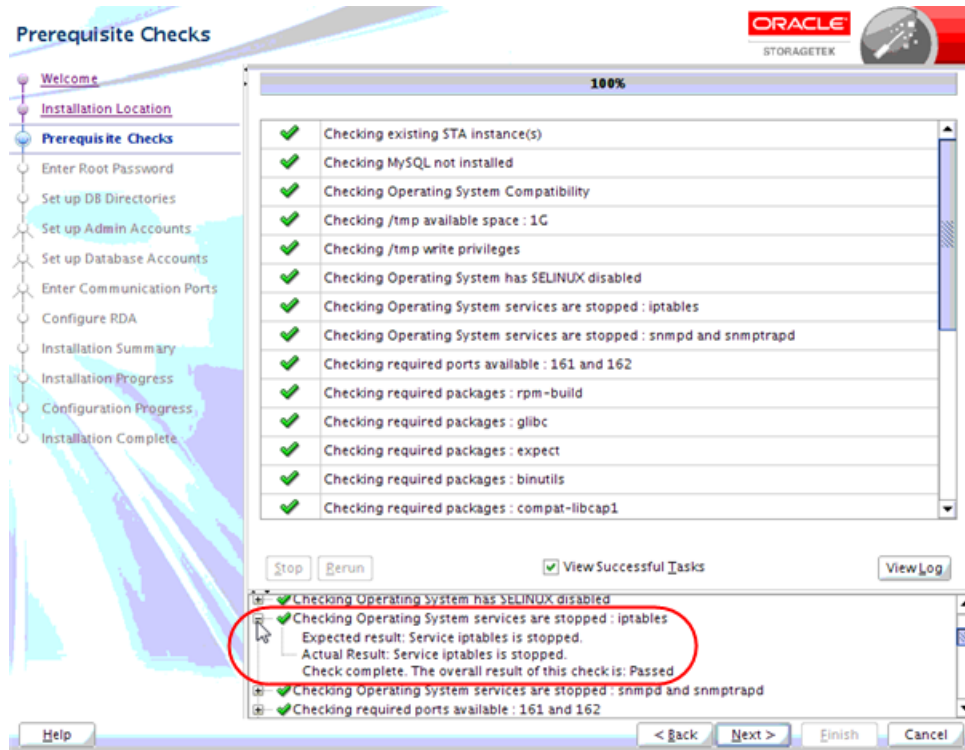 Prerequisite Checks
ORACLE
STORAGETEK
Welcome
Installation Location
Prerequisite Checks
Enter Root Password
Set up DB Directories
Set up Admin Accounts
Set up Database Accounts
Enter Communication Ports
Configure RDA
Installation Summary
Installation Progress
Configuration Progress
Installation Complete
100%
Checking existing STA instance(s)
Checking MySQL not installed
Checking Operating System Compatibility
Checking /tmp available space : 1G
Checking /tmp write privileges
Checking Operating System has SELINUX disabled
Checking Operating System services are stopped : iptables
Checking Operating System services are stopped : snmpd and snmptrapd
Checking required ports available : 161 and 162
Checking required packages : rpm-build
Checking required packages : glibc
Checking required packages : expect
Checking required packages : binutils
Checking required packages : compat-libcap1
Stop Rerun View Successful Tasks View Log
Checking Operating System has SELINUX disabled
Checking Operating System services are stopped : iptables
Expected result: Service iptables is stopped.
Actual Result: Service iptables is stopped.
Check complete. The overall result of this check is: Passed
Checking Operating System services are stopped : snmpd and snmptrapd
Checking required ports available : 161 and 162
Help < Back Next > Finish Cancel